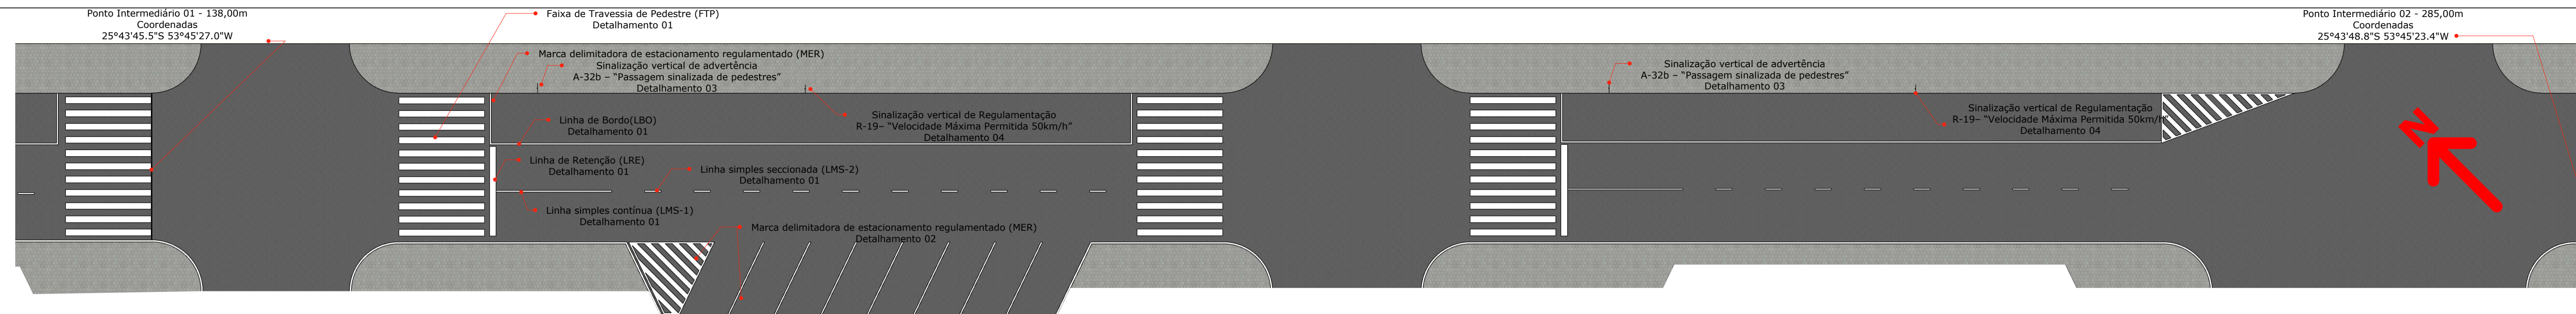 Ponto Intermediário 01 - 138,00m
Coordenadas
25°43'45.5"S 53°45'27.0"W
Faixa de Travessia de Pedestre (FTP)
Detalhamento 01
Marca delimitadora de estacionamento regulamentado (MER)
Sinalização vertical de advertência
A-32b – “Passagem sinalizada de pedestres”
Detalhamento 03
Sinalização vertical de Regulamentação
R-19– “Velocidade Máxima Permitida 50km/h”
Detalhamento 04
Linha de Bordo(LBO)
Detalhamento 01
Linha de Retenção (LRE)
Detalhamento 01
Linha simples seccionada (LMS-2)
Detalhamento 01
Linha simples contínua (LMS-1)
Detalhamento 01
Marca delimitadora de estacionamento regulamentado (MER)
Detalhamento 02
Sinalização vertical de advertência
A-32b – “Passagem sinalizada de pedestres”
Detalhamento 03
Sinalização vertical de Regulamentação
R-19– “Velocidade Máxima Permitida 50km/h”
Detalhamento 04
Ponto Intermediário 02 - 285,00m
Coordenadas
25°43'48.8"S 53°45'23.4"W
N